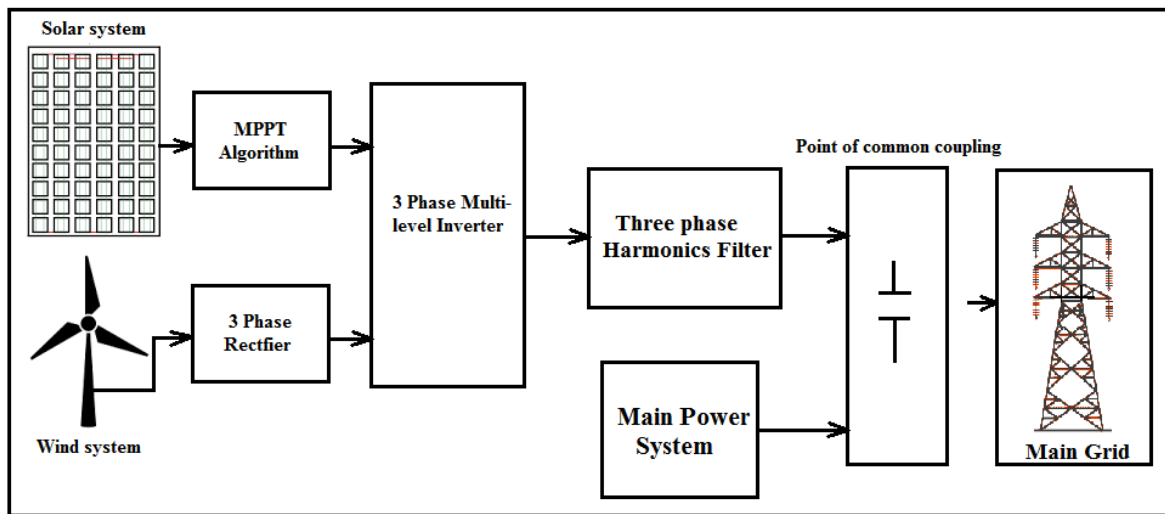 Solar system
MPPT
Algorithm
3 Phase Multi-
level Inverter
3 Phase
Rectfier
Wind system
Three phase
Harmonics Filter
Main Power
System
Point of common coupling
Main Grid